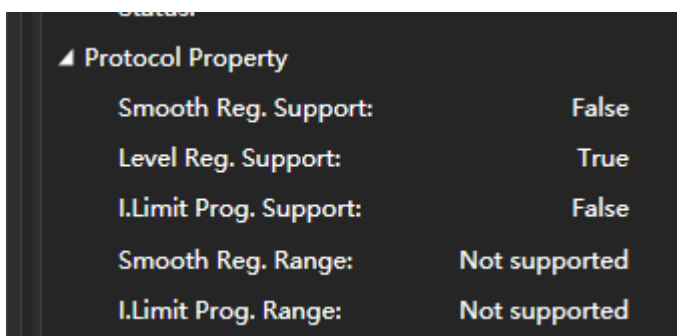 Protocol Property
Smooth Reg. Support: False
Level Reg. Support: True
I.Limit Prog. Support: False
Smooth Reg. Range: Not supported
I.Limit Prog. Range: Not supported